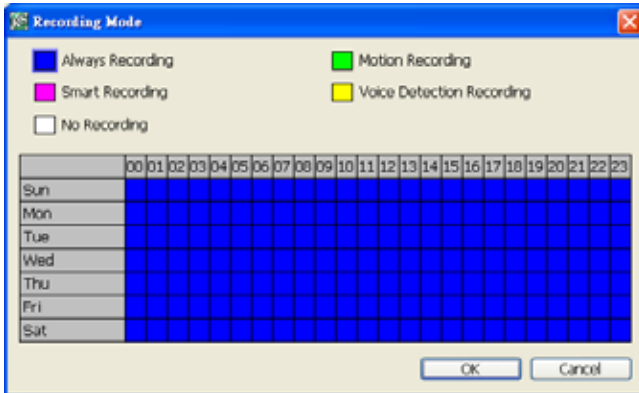 Recording Mode
Always Recording
Motion Recording
Smart Recording
Voice Detection Recording
No Recording
00 01 02 03 04 05 06 07 08 09 10 11 12 13 14 15 16 17 18 19 20 21 22 23
Sun
Mon
Tue
Wed
Thu
Fri
Sat
OK Cancel